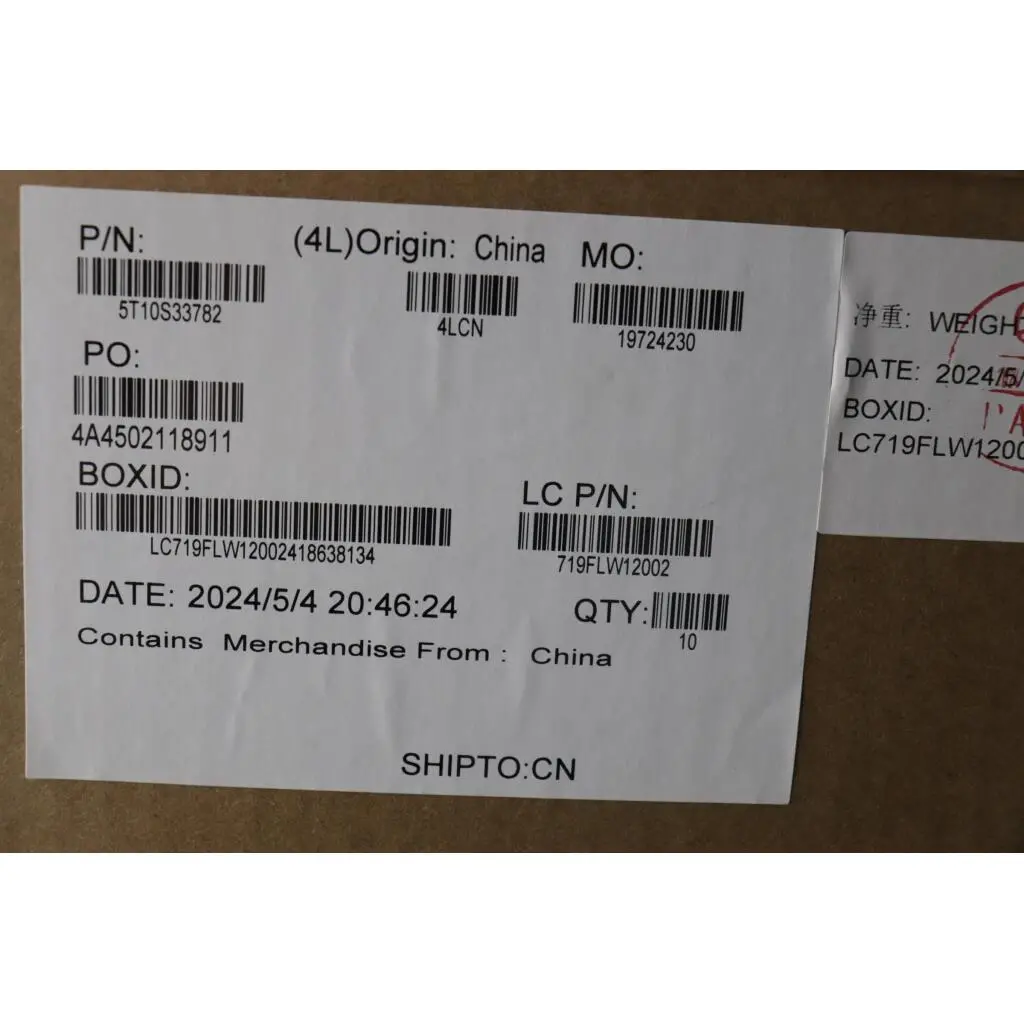 P/N: (4L)Origin: China MO:
5T10S33782 4LCN 19724230
PO:
4A4502118911
BOXID: LC P/N:
LC719FLW12002418638134 719FLW12002
DATE: 2024/5/4 20:46:24 QTY:
10
Contains Merchandise From : China
SHIPTO:CN
净重: WEIGH
DATE: 2024/5/
BOXID:
LC719FLW1200